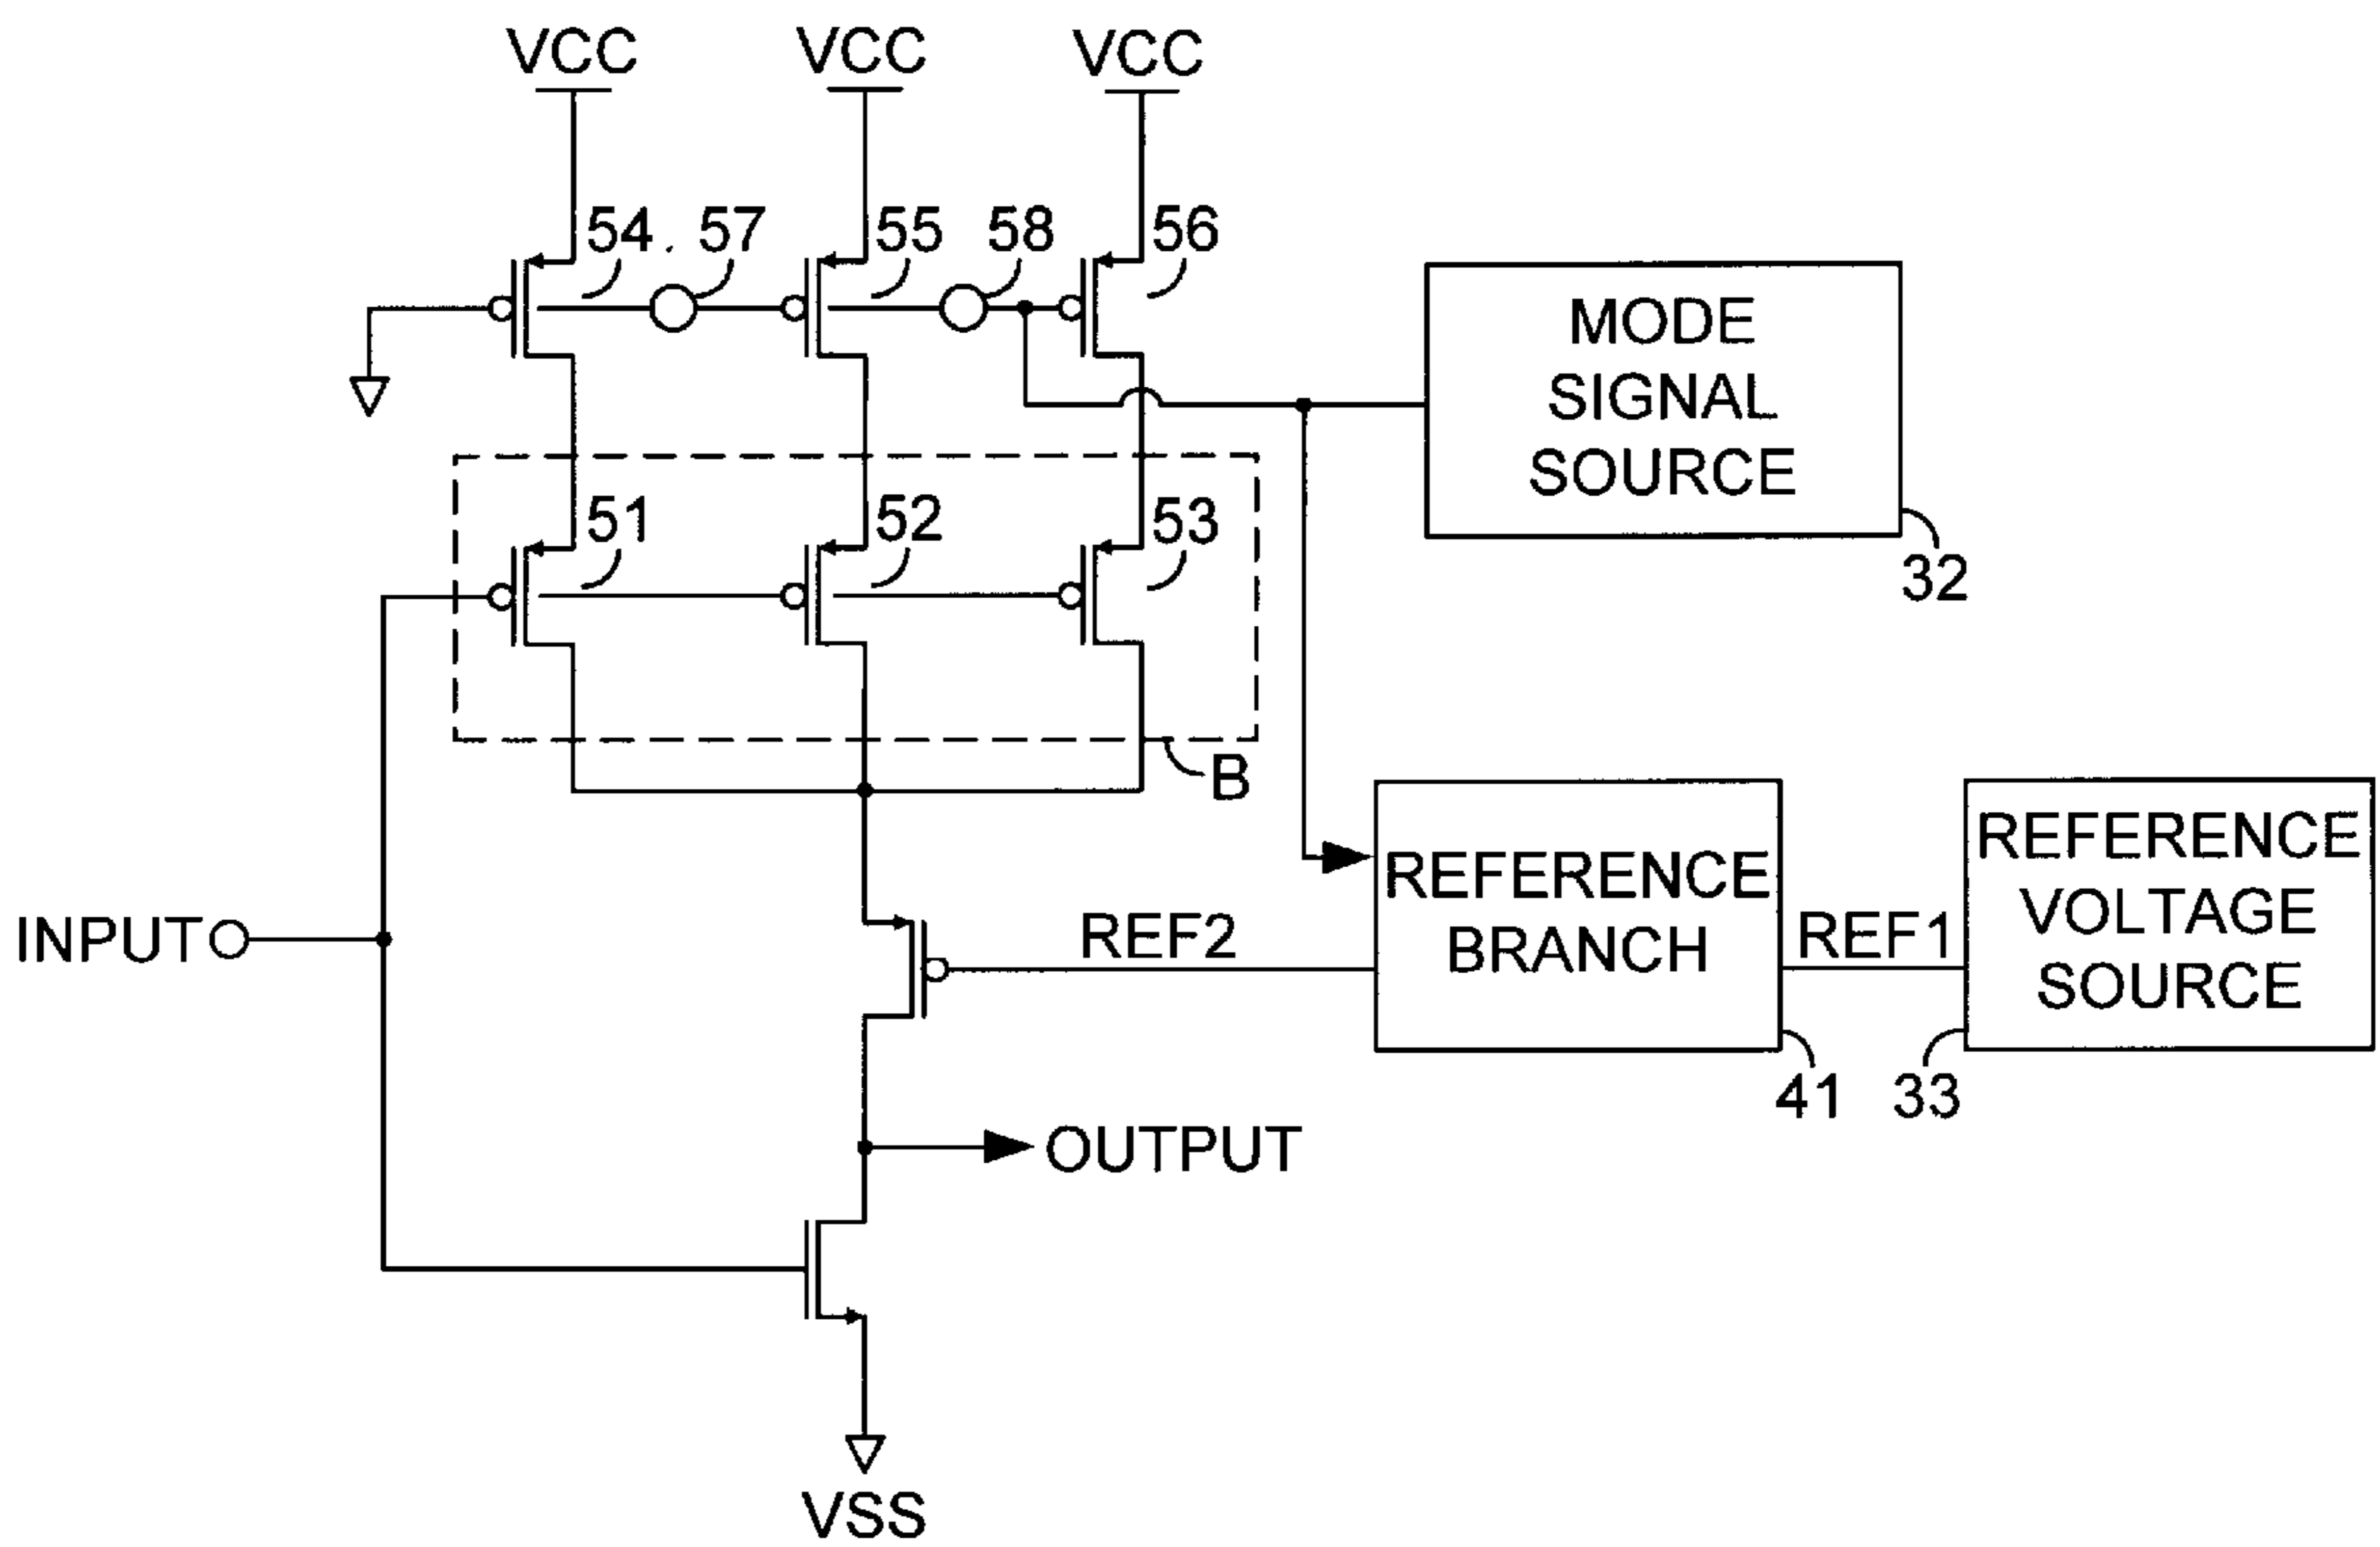 VCC VCC VCC
54. 57 55 58 56
MODE
SIGNAL
SOURCE
32
51 52 53
B
INPUT
REF2
REFERENCE
BRANCH
41
REF1
REFERENCE
VOLTAGE
SOURCE
33
OUTPUT
VSS